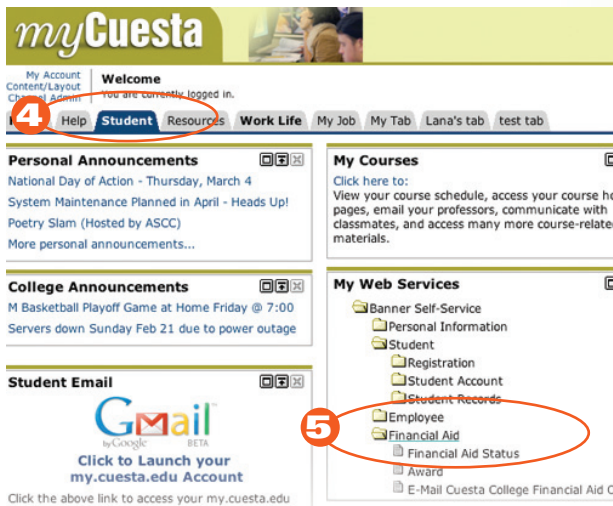 myCuesta
My Account
Content/Layout
Channel Admin
Welcome
You are currently logged in.
4
Help
Student
Resources
Work Life
My Job
My Tab
Lana's tab
test tab
Personal Announcements
National Day of Action - Thursday, March 4
System Maintenance Planned in April - Heads Up!
Poetry Slam (Hosted by ASCC)
More personal announcements...
College Announcements
M Basketball Playoff Game at Home Friday @ 7:00
Servers down Sunday Feb 21 due to power outage
Student Email
Gmail
by Google BETA
Click to Launch your
my.cuesta.edu Account
Click the above link to access your my.cuesta.edu
My Courses
Click here to:
View your course schedule, access your course ho
pages, email your professors, communicate with
classmates, and access many more course-relate
materials.
My Web Services
Banner Self-Service
Personal Information
Student
Registration
Student Account
Student Records
Employee
5
Financial Aid
Financial Aid Status
Award
E-Mail Cuesta College Financial Aid O